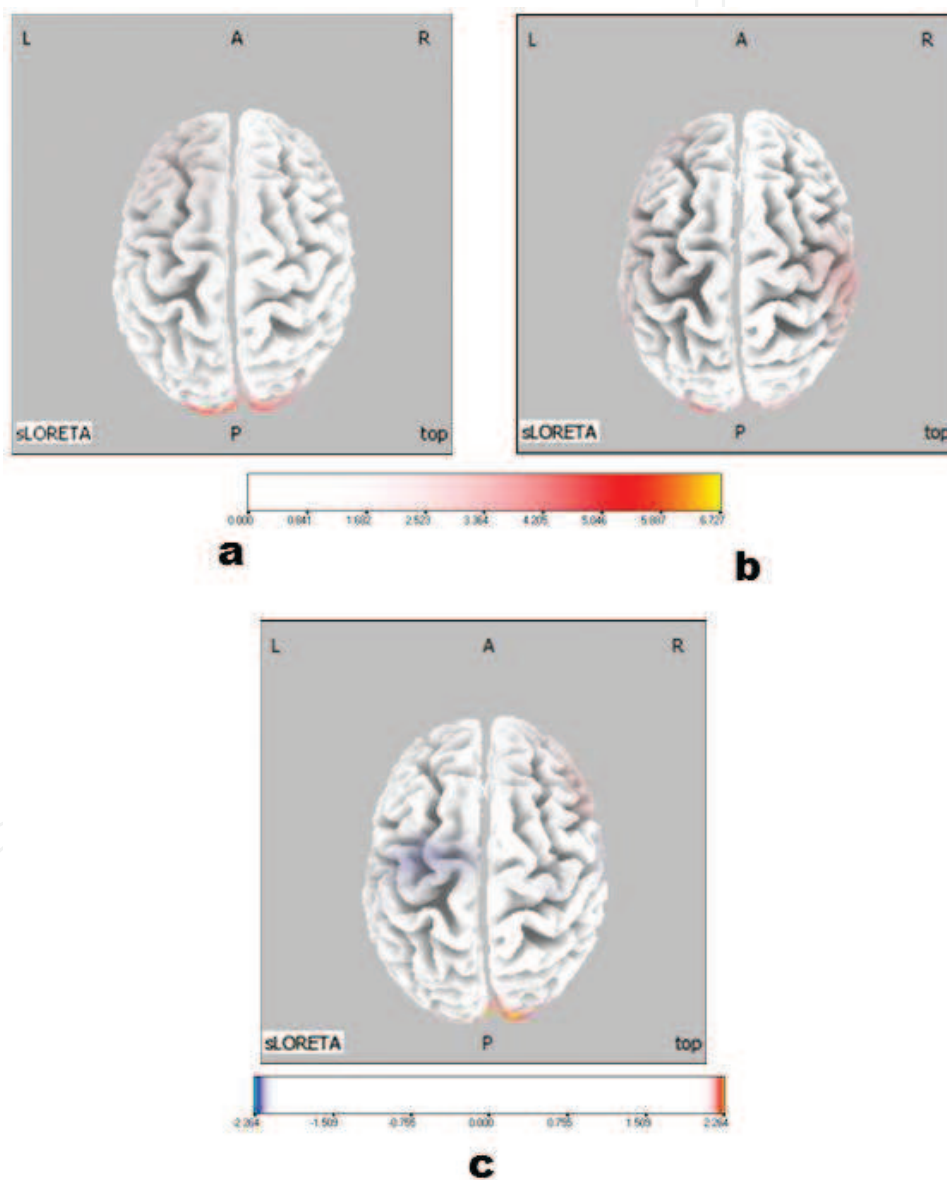 L A R
sLORETA P top
L A R
sLORETA P top
0.000 0.841 1.682 2.523 3.364 4.205 5.046 5.887 6.727
a
b
L A R
sLORETA P top
-2.264 -1.509 -0.755 0.000 0.755 1.509 2.264
c